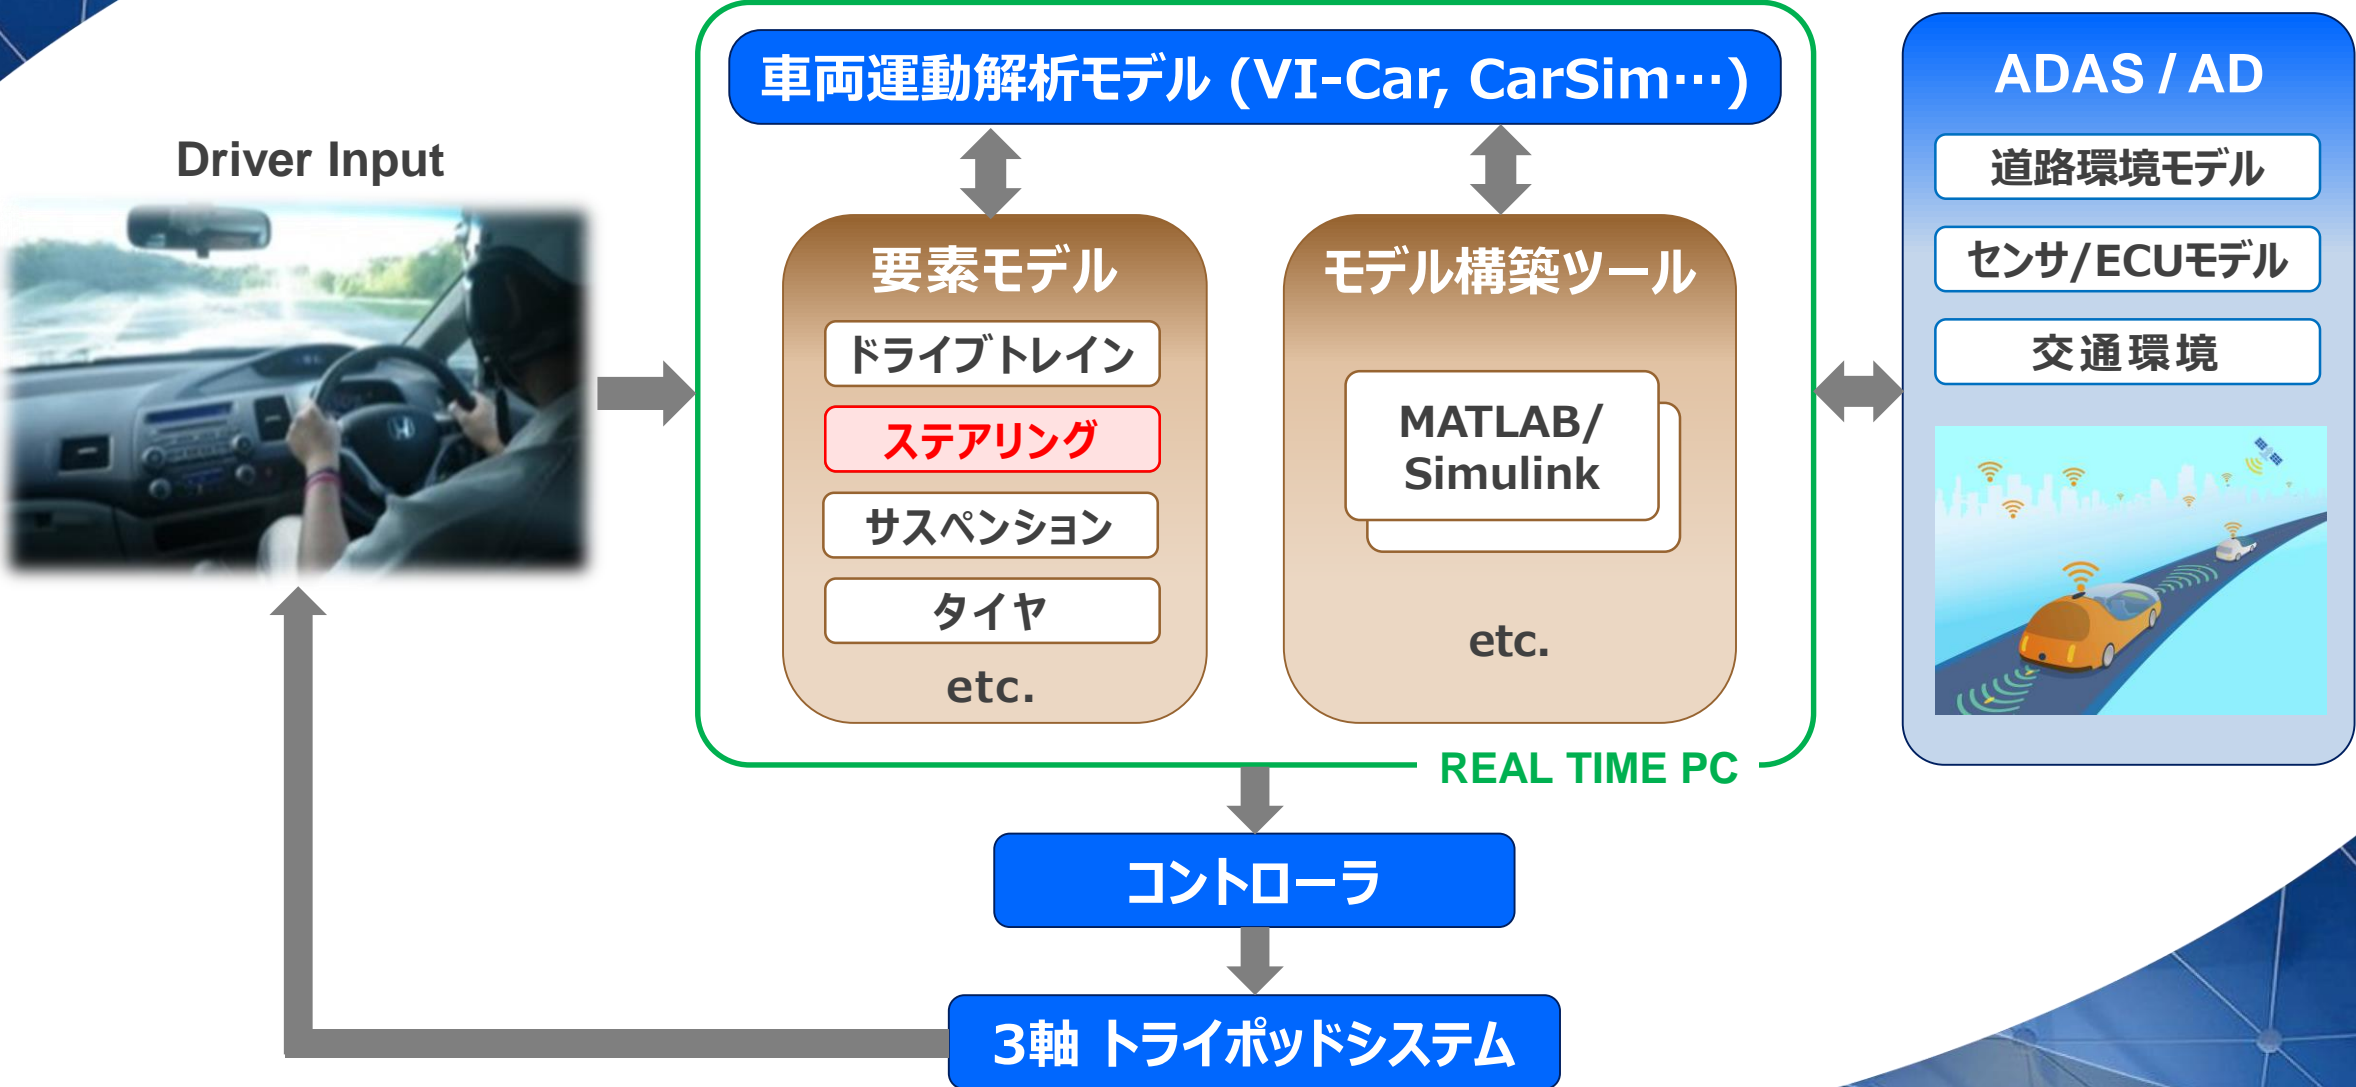 Driver Input
車両運動解析モデル (VI-Car, CarSim…)
要素モデル
ドライブトレイン
ステアリング
サスペンション
タイヤ
etc.
モデル構築ツール
MATLAB/
Simulink
etc.
REAL TIME PC
ADAS / AD
道路環境モデル
センサ/ECUモデル
交通環境
コントローラ
3軸 トライポッドシステム